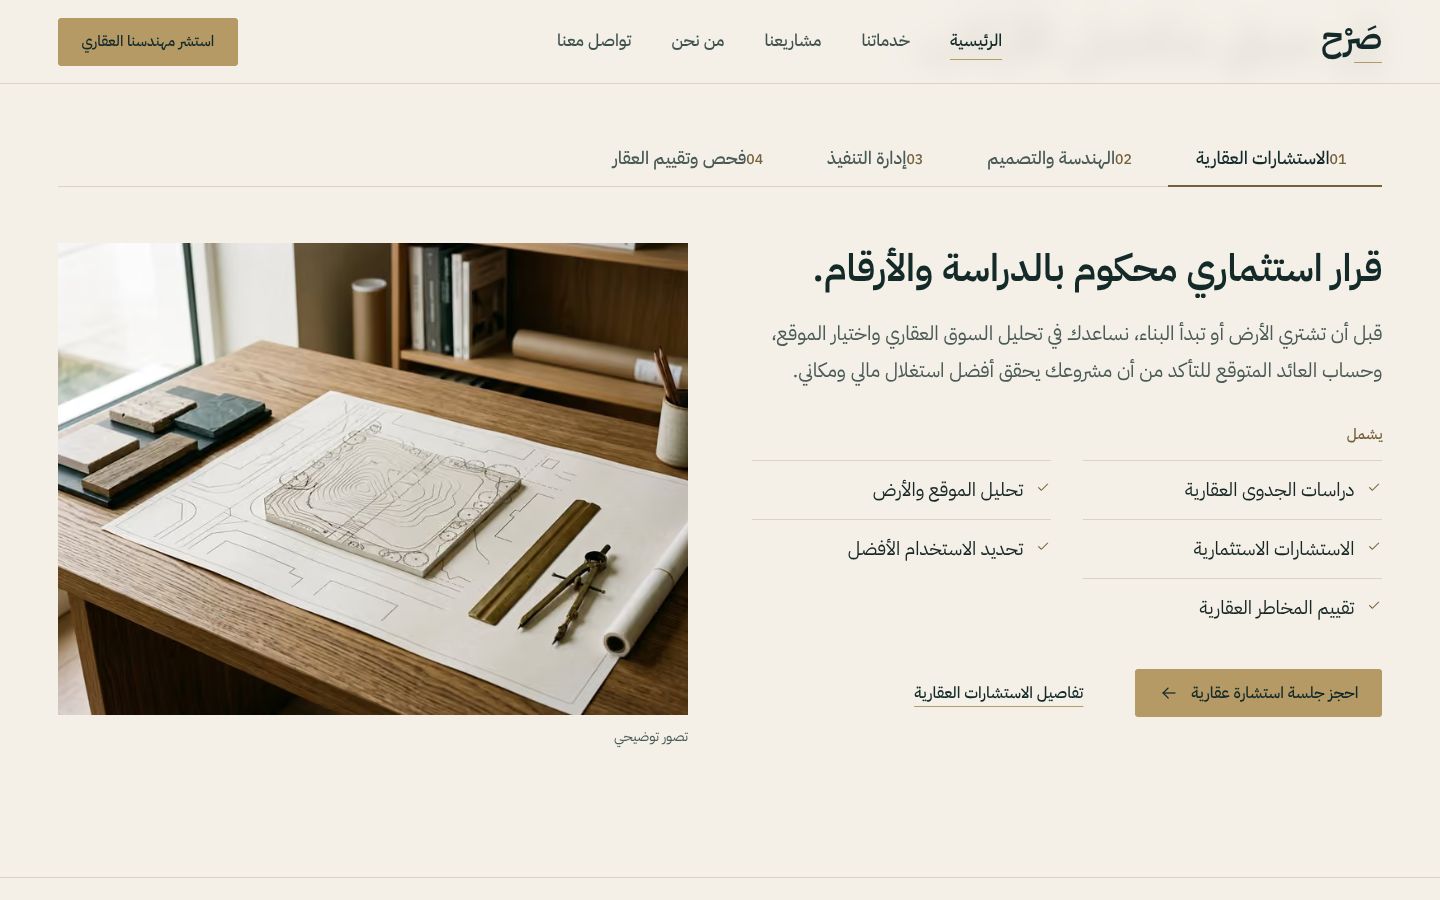 صَرْح
الرئيسية
خدماتنا
مشاريعنا
من نحن
تواصل معنا
استشر مهندسنا العقاري
01الاستشارات العقارية
02الهندسة والتصميم
03إدارة التنفيذ
04فحص وتقييم العقار
قرار استثماري محكوم بالدراسة والأرقام.
قبل أن تشتري الأرض أو تبدأ البناء، نساعدك في تحليل السوق العقاري واختيار الموقع،
وحساب العائد المتوقع للتأكد من أن مشروعك يحقق أفضل استغلال مالي ومكاني.
يشمل
دراسات الجدوى العقارية
تحليل الموقع والأرض
الاستشارات الاستثمارية
تحديد الاستخدام الأفضل
تقييم المخاطر العقارية
احجز جلسة استشارة عقارية
تفاصيل الاستشارات العقارية
تصور توضيحي